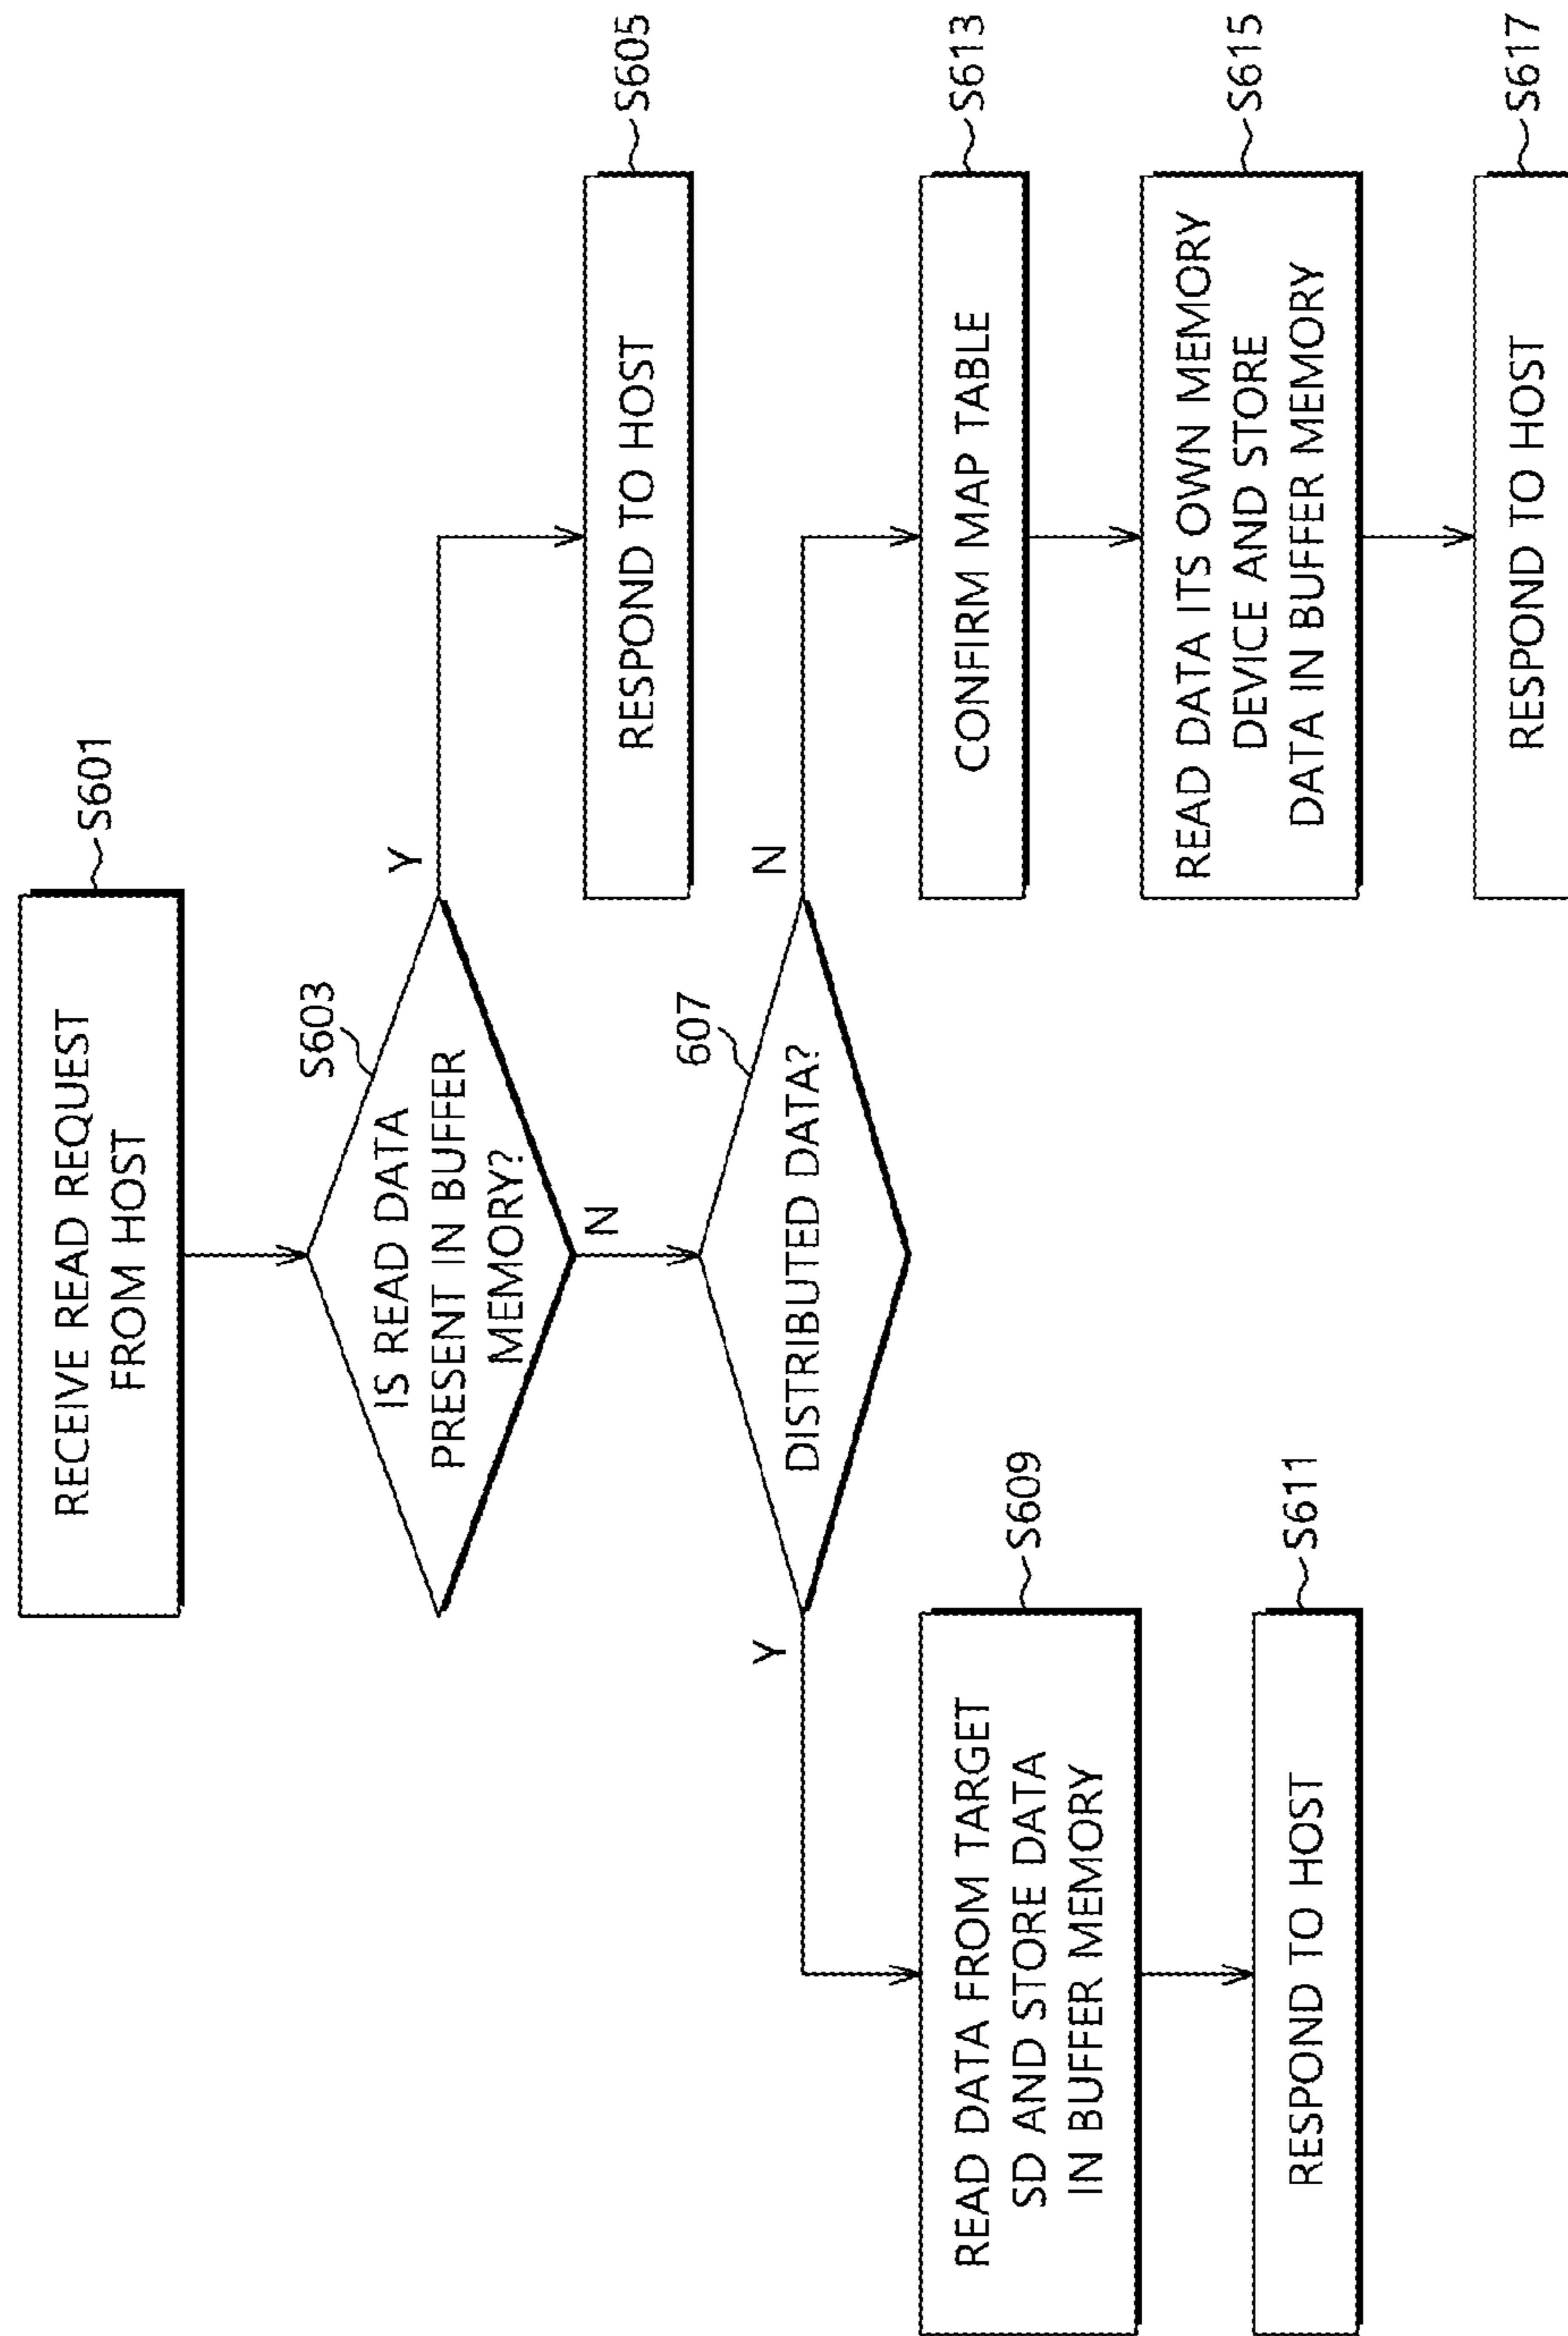 RECEIVE READ REQUEST
FROM HOST
S601
S603
IS READ DATA
PRESENT IN BUFFER
MEMORY?
Y
N
RESPOND TO HOST
S605
607
DISTRIBUTED DATA?
Y
N
READ DATA FROM TARGET
SD AND STORE DATA
IN BUFFER MEMORY
S609
RESPOND TO HOST
S611
CONFIRM MAP TABLE
S613
READ DATA ITS OWN MEMORY
DEVICE AND STORE
DATA IN BUFFER MEMORY
S615
RESPOND TO HOST
S617